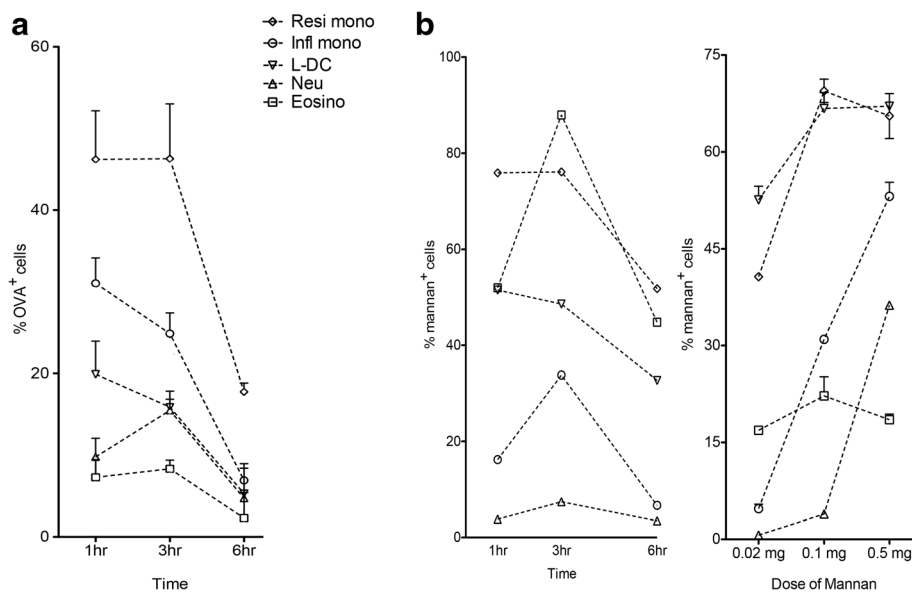 a
Resi mono
Infl mono
L-DC
Neu
Eosino
60
40
20
0
% OVA+ cells
1hr 3hr 6hr
Time
b
100
80
60
40
20
0
% mannan+ cells
1hr 3hr 6hr
Time
75
60
45
30
15
0
% mannan+ cells
0.02 mg 0.1 mg 0.5 mg
Dose of Mannan